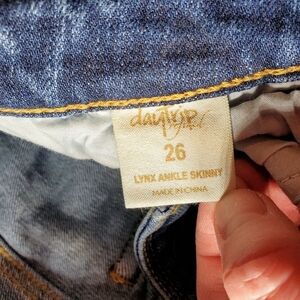 daytrip
26
LYNX ANKLE SKINNY
MADE IN CHINA